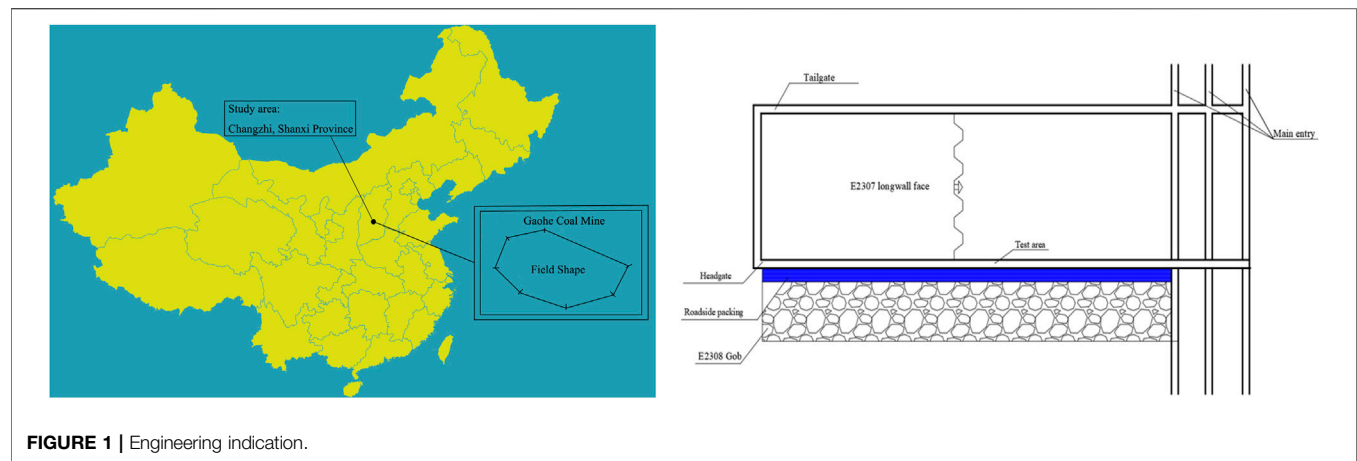 Study area:
Changzhi, Shanxi Province
Gaohe Coal Mine
Field Shape
Tailgate
Main entry
E2307 longwall face
Test area
Headgate
Roadside packing
E2308 Gob
FIGURE 1 | Engineering indication.